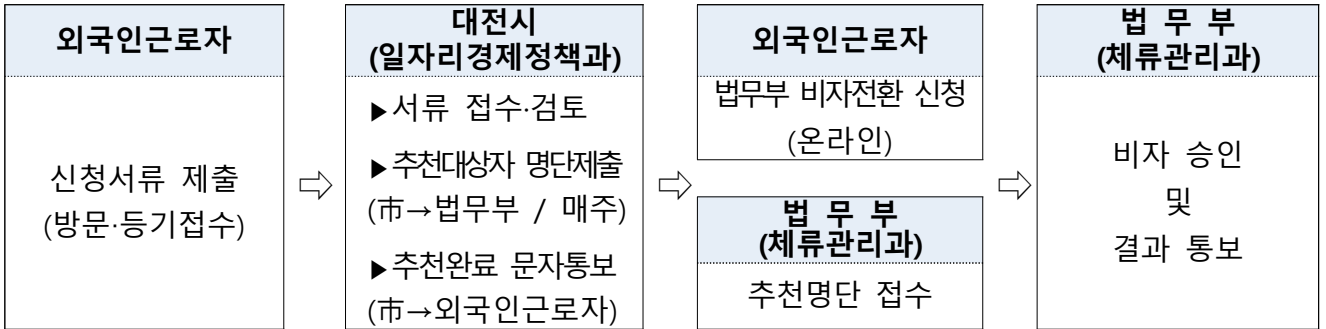 외국인근로자
신청서류 제출
(방문·등기접수)
⇨
대전시
(일자리경제정책과)
▶서류 접수·검토
▶추천대상자 명단제출
(市→법무부 / 매주)
▶추천완료 문자통보
(市→외국인근로자)
⇨
외국인근로자
법무부 비자전환 신청
(온라인)
법 무 부
(체류관리과)
추천명단 접수
⇨
법 무 부
(체류관리과)
비자 승인
및
결과 통보